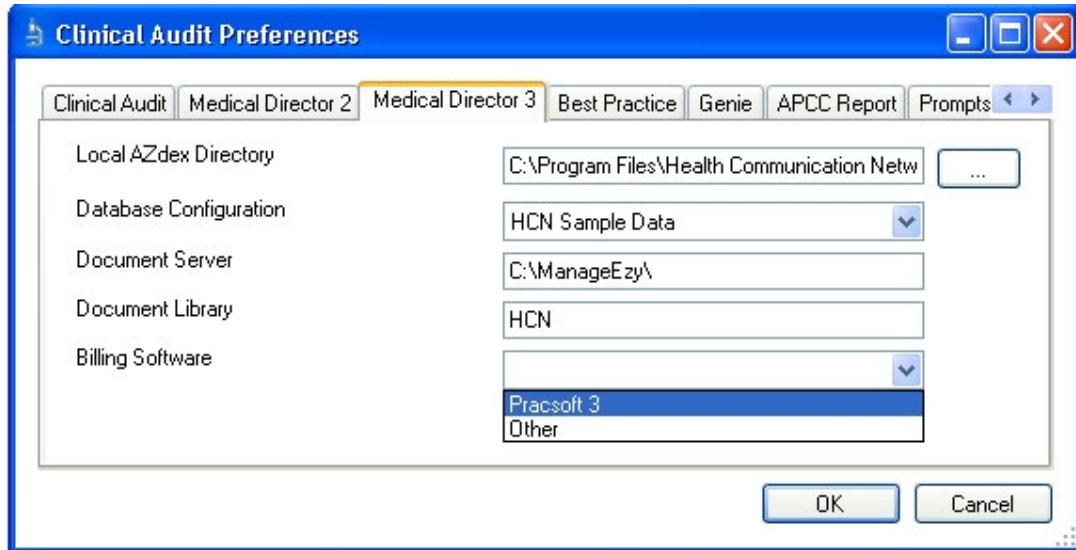 Clinical Audit Preferences
Clinical Audit Medical Director 2 Medical Director 3 Best Practice Genie APCC Report Prompts
Local AZdex Directory C:\Program Files\Health Communication Netw ...
Database Configuration HCN Sample Data
Document Server C:\ManageEzy\
Document Library HCN
Billing Software
Pracsoft 3
Other
OK Cancel